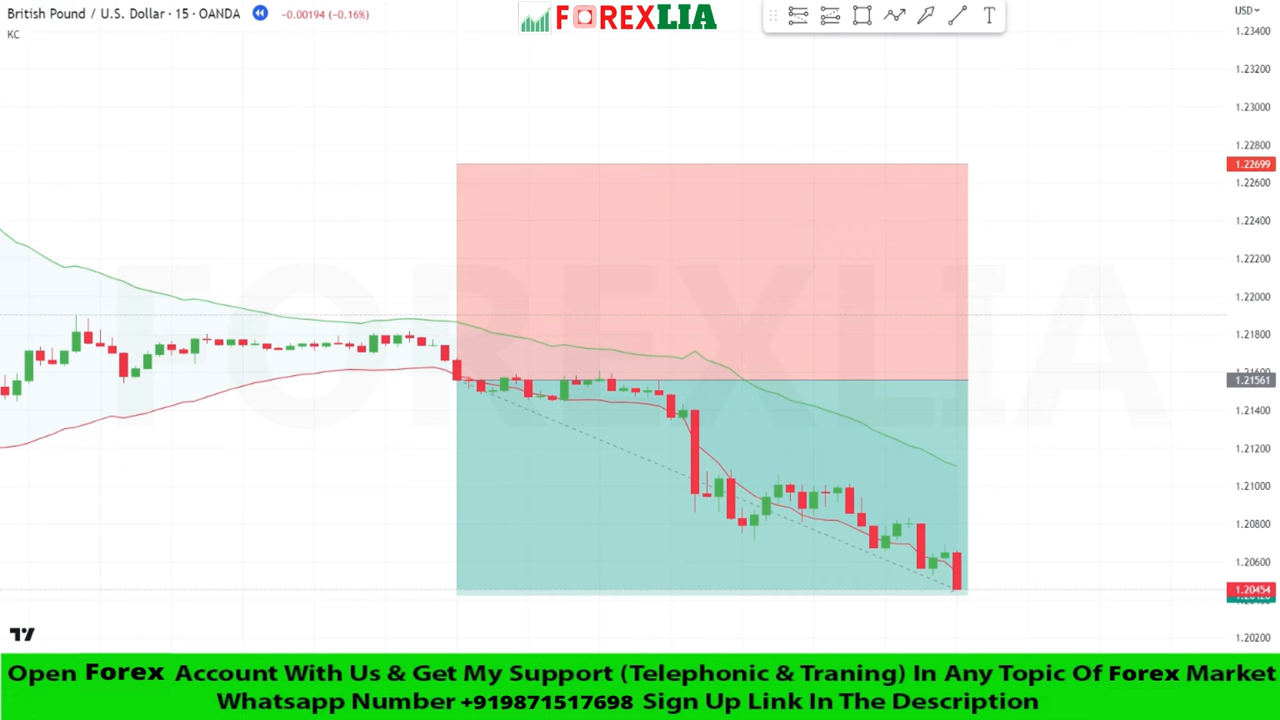 British Pound / U.S. Dollar · 15 · OANDA
-0.00194 (-0.16%)
KC
FOREXLIA
T
USD
1.23400
1.23200
1.23000
1.22800
1.22699
1.22600
1.22400
1.22200
1.22000
1.21800
1.21561
1.21400
1.21200
1.21000
1.20800
1.20600
1.20454
1.20200
FOREXLIA
Open Forex Account With Us & Get My Support (Telephonic & Traning) In Any Topic Of Forex Market
Whatsapp Number +919871517698 Sign Up Link In The Description